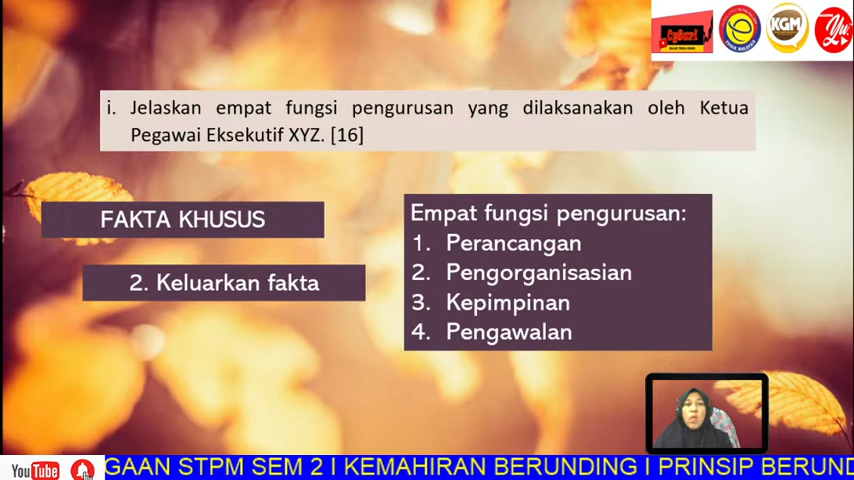 CgSuri
KGM
i. Jelaskan empat fungsi pengurusan yang dilaksanakan oleh Ketua
Pegawai Eksekutif XYZ. [16]
FAKTA KHUSUS
2. Keluarkan fakta
Empat fungsi pengurusan:
1. Perancangan
2. Pengorganisasian
3. Kepimpinan
4. Pengawalan
YouTube
GAAN STPM SEM 2 I KEMAHIRAN BERUNDING I PRINSIP BERUND